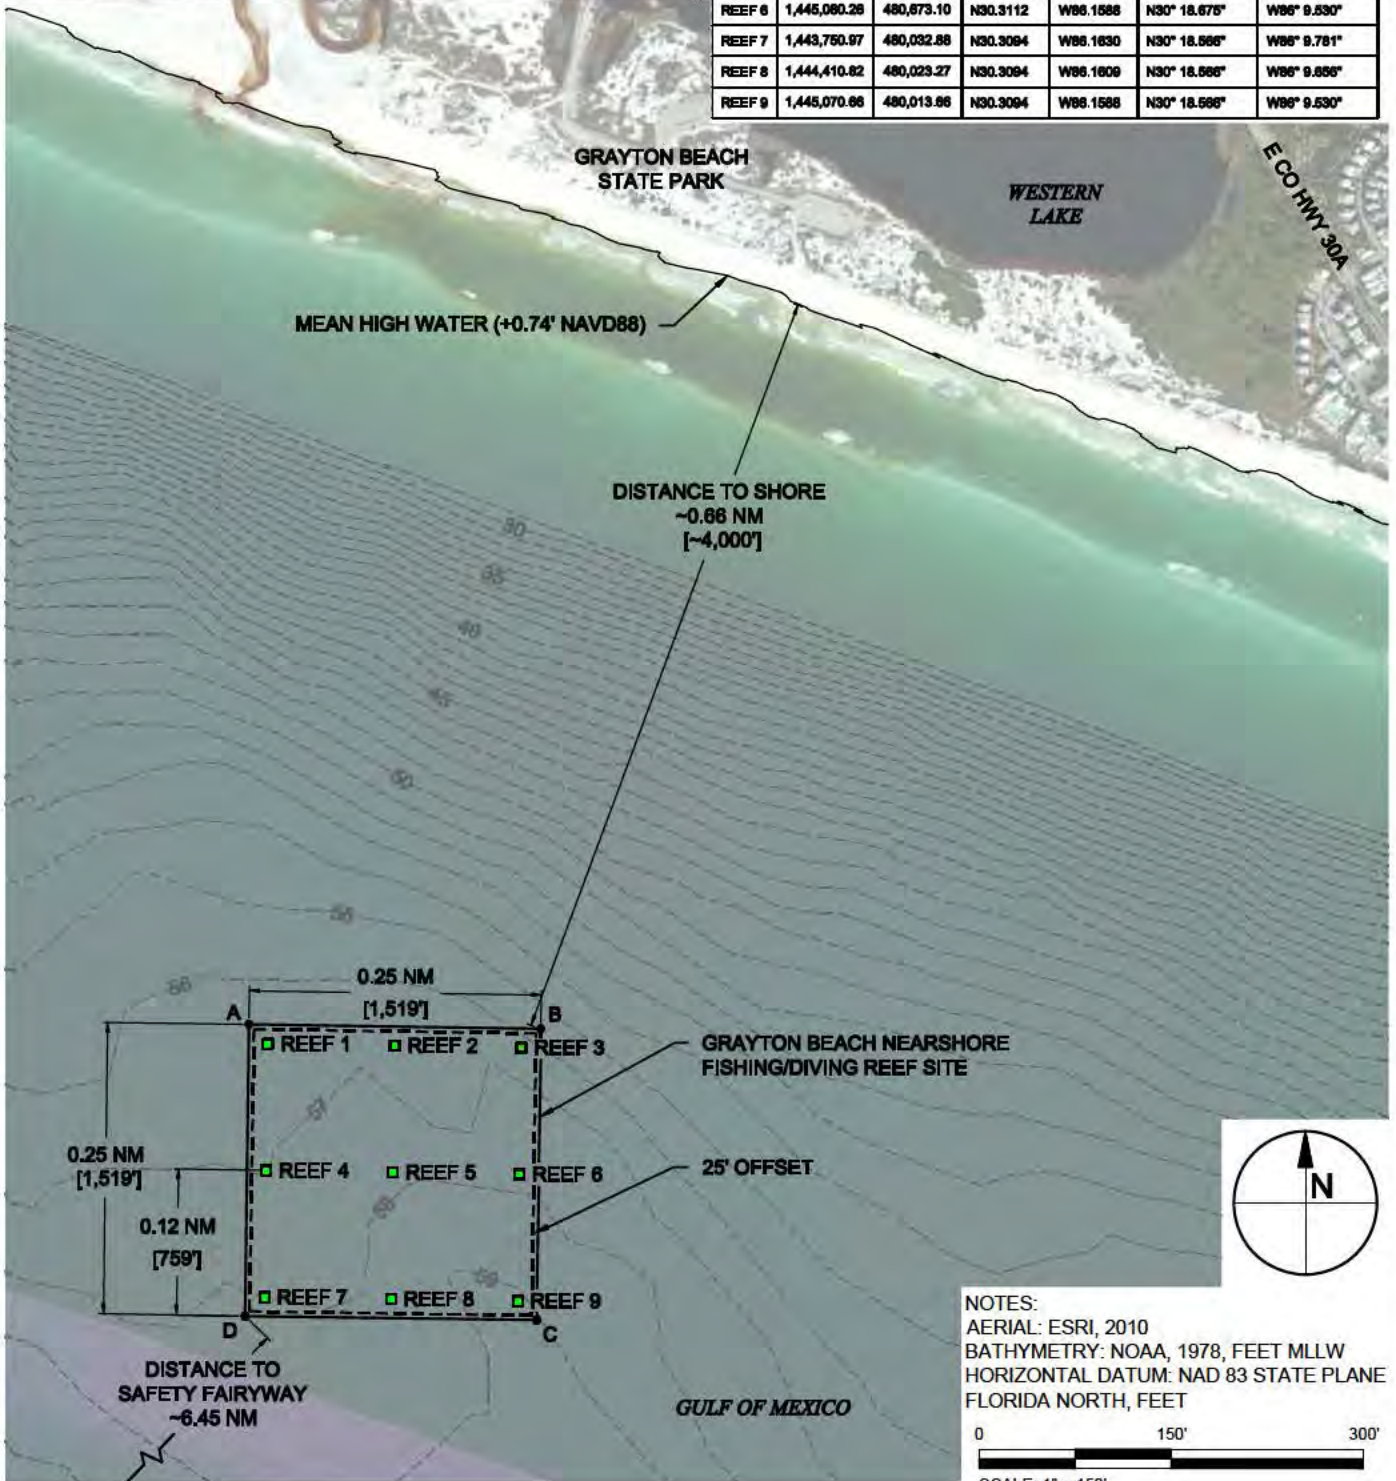 REEF 6 1,445,060.26 480,673.10 N30.3112 W86.1588 N30° 18.675" W86° 9.530"
REEF 7 1,443,750.97 480,032.88 N30.3094 W86.1630 N30° 18.566" W86° 9.781"
REEF 8 1,444,410.82 480,023.27 N30.3094 W86.1609 N30° 18.566" W86° 9.656"
REEF 9 1,445,070.66 480,013.66 N30.3094 W86.1588 N30° 18.566" W86° 9.530"
GRAYTON BEACH
STATE PARK
WESTERN
LAKE
E CO HWY 30A
MEAN HIGH WATER (+0.74' NAVD88)
DISTANCE TO SHORE
~0.66 NM
[~4,000']
30
35
40
45
50
55
56
0.25 NM
[1,519']
A
B
REEF 1
REEF 2
REEF 3
GRAYTON BEACH NEARSHORE
FISHING/DIVING REEF SITE
57
0.25 NM
[1,519']
REEF 4
REEF 5
REEF 6
25' OFFSET
N
58
0.12 NM
[759']
59
REEF 7
REEF 8
REEF 9
D
C
DISTANCE TO
SAFETY FAIRYWAY
~6.45 NM
GULF OF MEXICO
NOTES:
AERIAL: ESRI, 2010
BATHYMETRY: NOAA, 1978, FEET MLLW
HORIZONTAL DATUM: NAD 83 STATE PLANE
FLORIDA NORTH, FEET
0 150' 300'